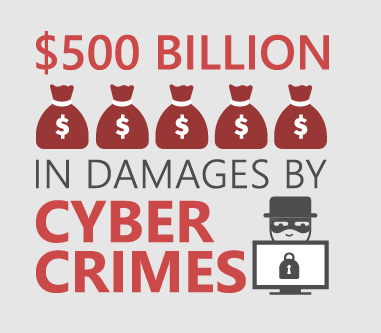 $500 BILLION
$ $ $ $ $
IN DAMAGES BY
CYBER
CRIMES